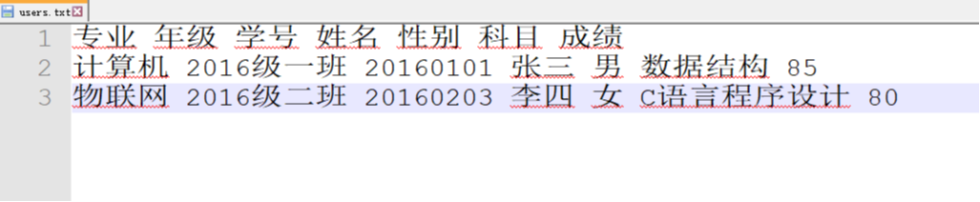 users.txt
1 专业 年级 学号 姓名 性别 科目 成绩
2 计算机 2016级一班 20160101 张三 男 数据结构 85
3 物联网 2016级二班 20160203 李四 女 C语言程序设计 80